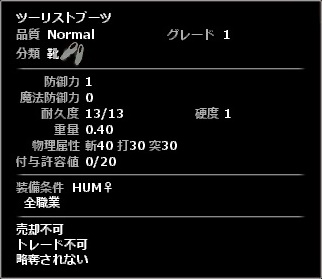 ツーリストブーツ
品質 Normal グレード 1
分類 靴
防御力 1
魔法防御力 0
耐久度 13/13 硬度 1
重量 0.40
物理属性 斬40 打30 突30
付与許容値 0/20
装備条件 HUM♀
全職業
売却不可
トレード不可
略奪されない